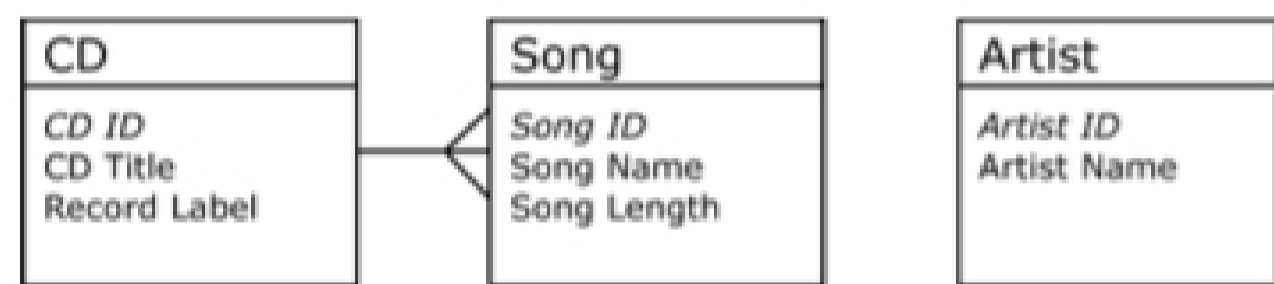 CD
CD ID
CD Title
Record Label
Song
Song ID
Song Name
Song Length
Artist
Artist ID
Artist Name